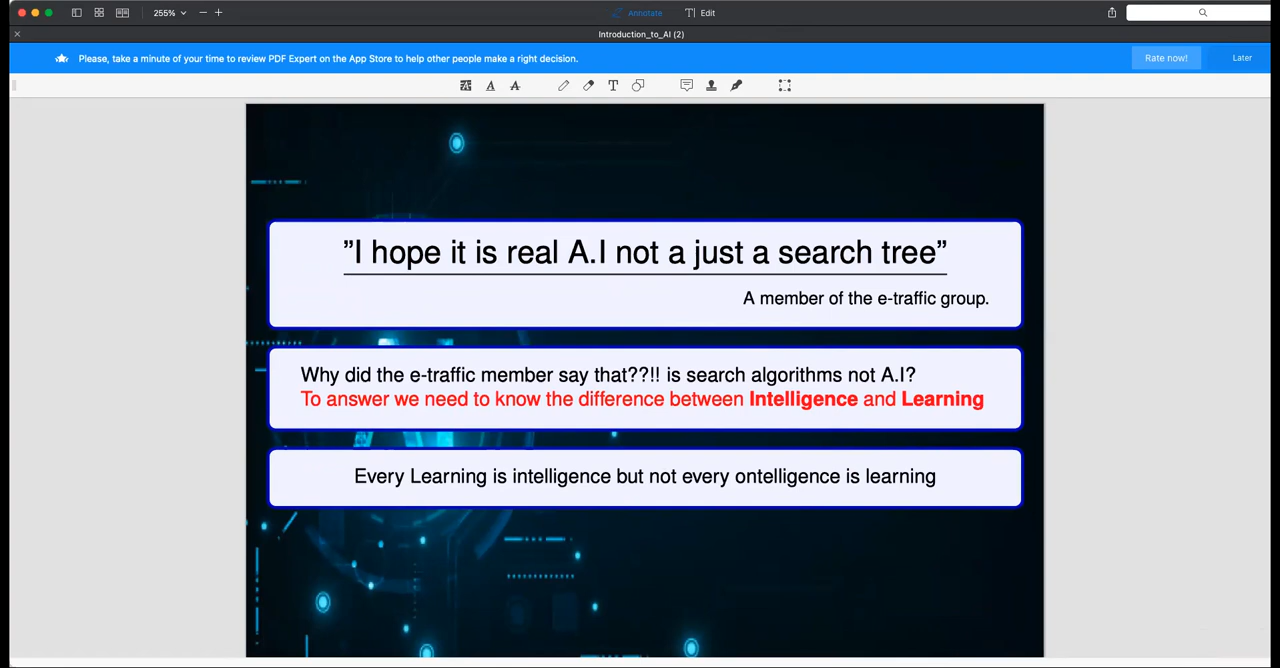 255%
Annotate
Edit
Introduction_to_AI (2)
Please, take a minute of your time to review PDF Expert on the App Store to help other people make a right decision.
Rate now!
Later
”I hope it is real A.I not a just a search tree”
A member of the e-traffic group.
Why did the e-traffic member say that??!! is search algorithms not A.I?
To answer we need to know the difference between Intelligence and Learning
Every Learning is intelligence but not every ontelligence is learning